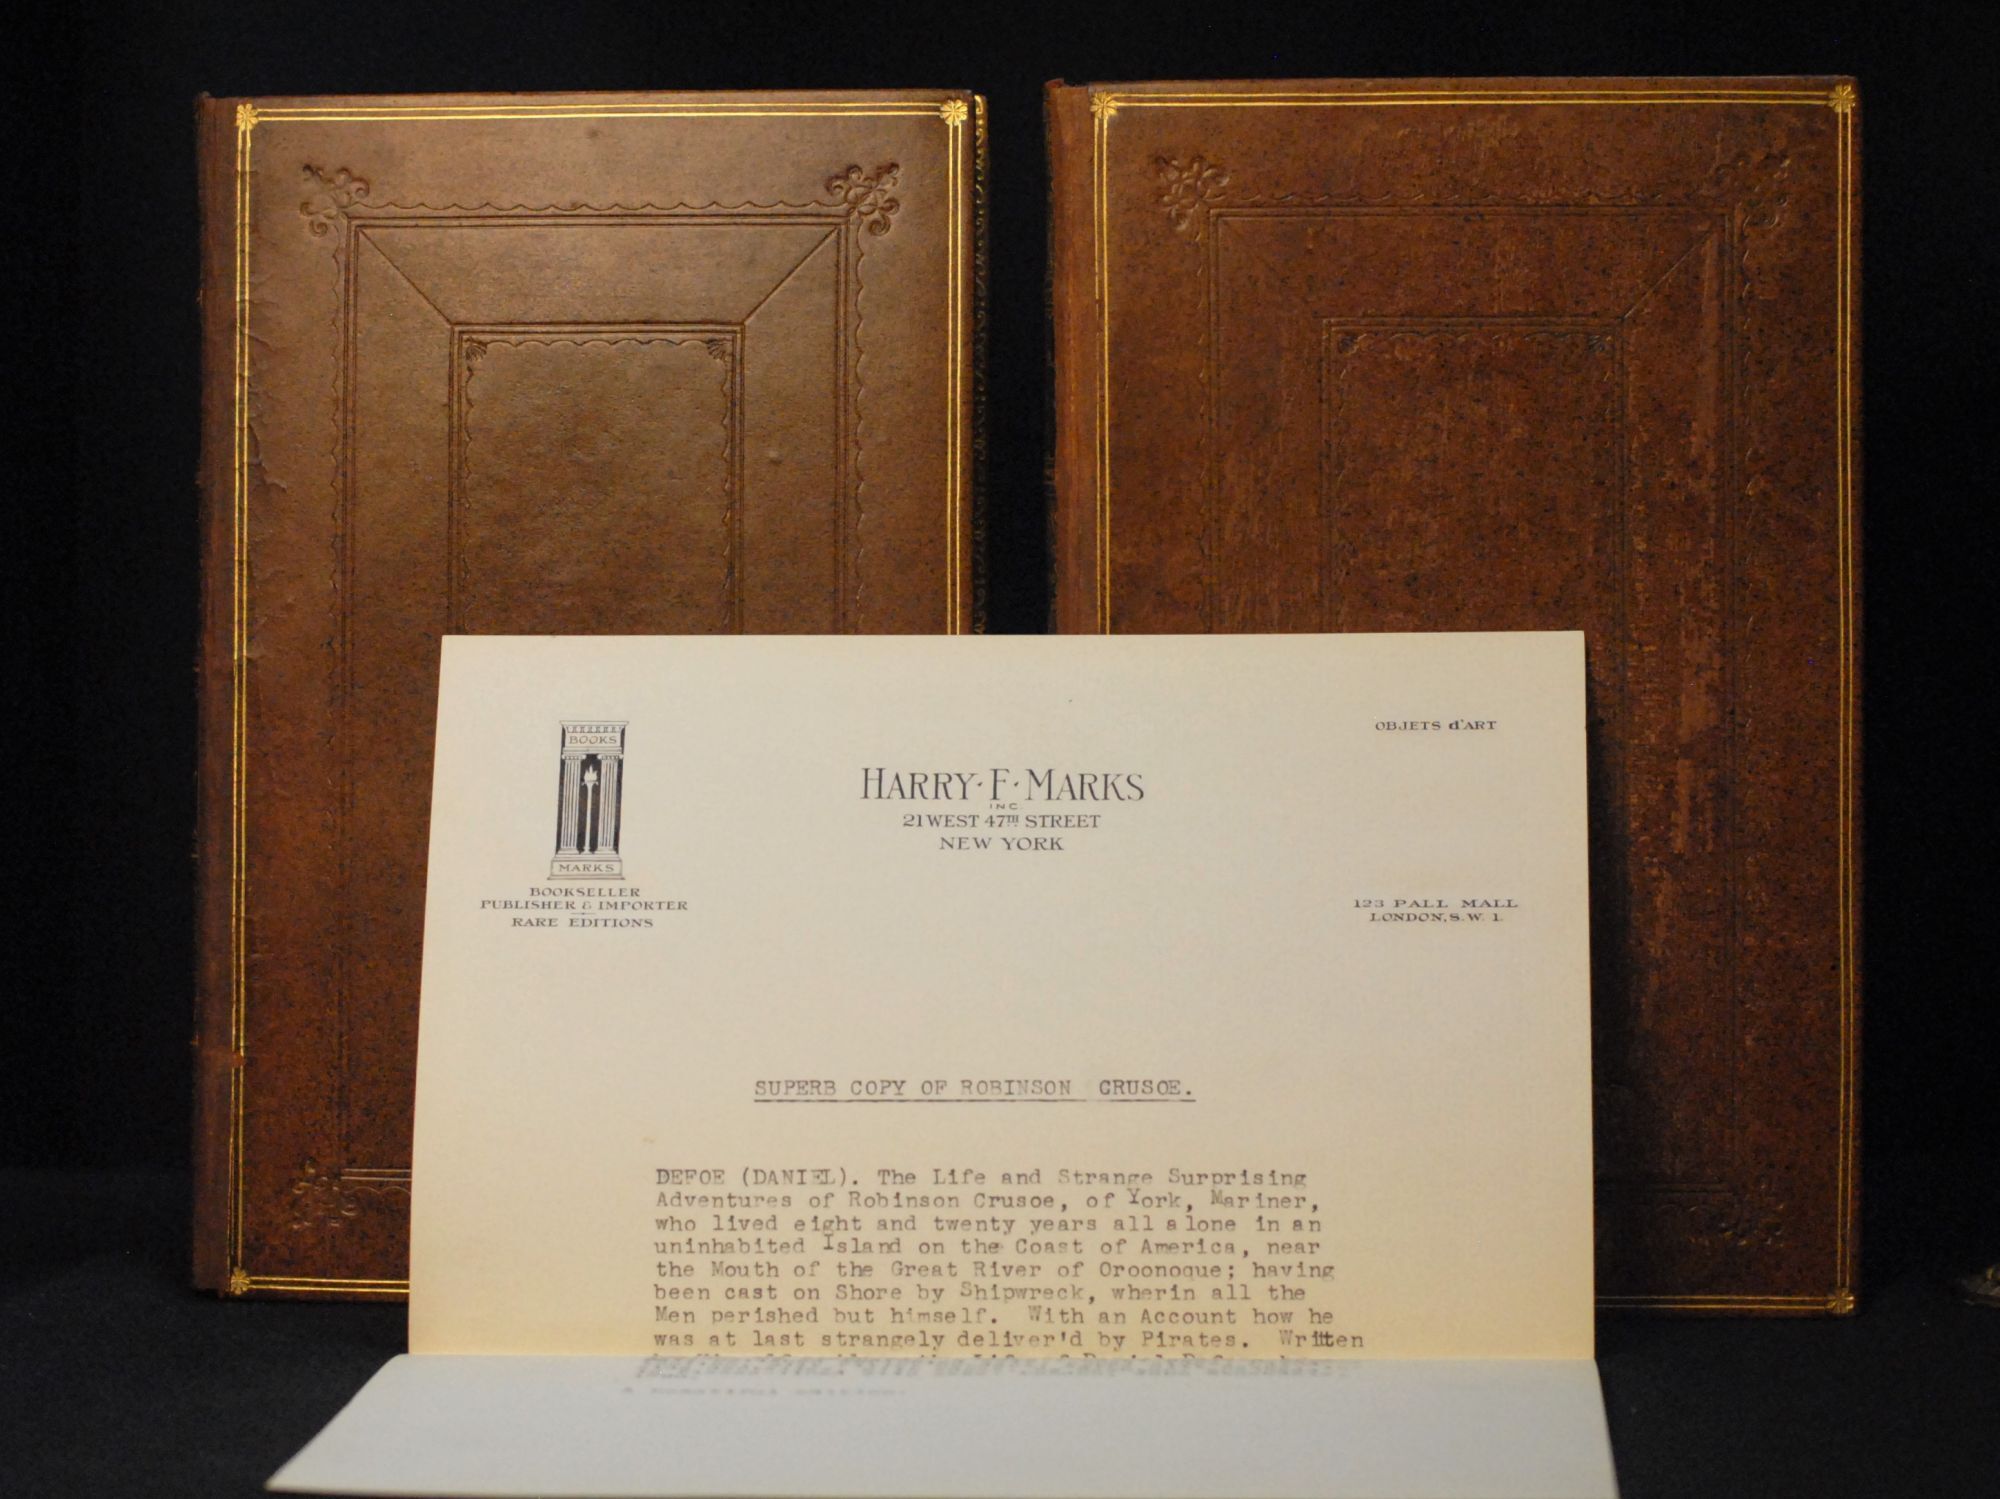 BOOKS
MARKS
BOOKSELLER
PUBLISHER & IMPORTER
RARE EDITIONS
HARRY·F·MARKS
INC.
21 WEST 47TH STREET
NEW YORK
OBJETS d'ART
123 PALL MALL
LONDON, S.W. 1.
SUPERB COPY OF ROBINSON CRUSOE.
DEFOE (DANIEL). The Life and Strange Surprising
Adventures of Robinson Crusoe, of York, Mariner,
who lived eight and twenty years all alone in an
uninhabited Island on the Coast of America, near
the Mouth of the Great River of Oroonoque; having
been cast on Shore by Shipwreck, wherin all the
Men perished but himself. With an Account how he
was at last strangely deliver'd by Pirates. Written